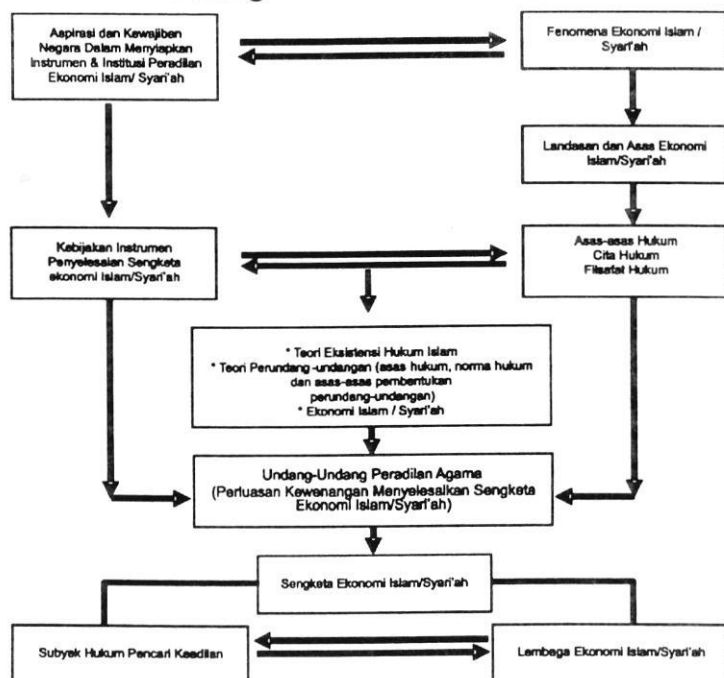 Aspirasi dan Kewajiben
Negara Dalam Menyiapkan
Instrumen & Institusi Peradilan
Ekonomi Islam/ Syari'ah
Fenomena Ekonomi Islam /
Syari'ah
Landasan dan Asas Ekonomi
Islam/Syari'ah
Kebijakan Instrumen
Penyelesaian Sengketa
ekonomi Islam/Syari'ah
Asas-asas Hukum
Cita Hukum
Filsafat Hukum
* Teori Eksistensi Hukum Islam
* Teori Perundang-undangan (asas hukum, norma hukum
dan asas-asas pembentukan
perundang-undangan)
* Ekonomi Islam / Syari'ah
Undang-Undang Peradilan Agama
(Perluasan Kewenangan Menyelesaikan Sengketa
Ekonomi Islam/Syari'ah)
Sengketa Ekonomi Islam/Syari'ah
Subyek Hukum Pencari Keadilan
Lembaga Ekonomi Islam/Syari'ah